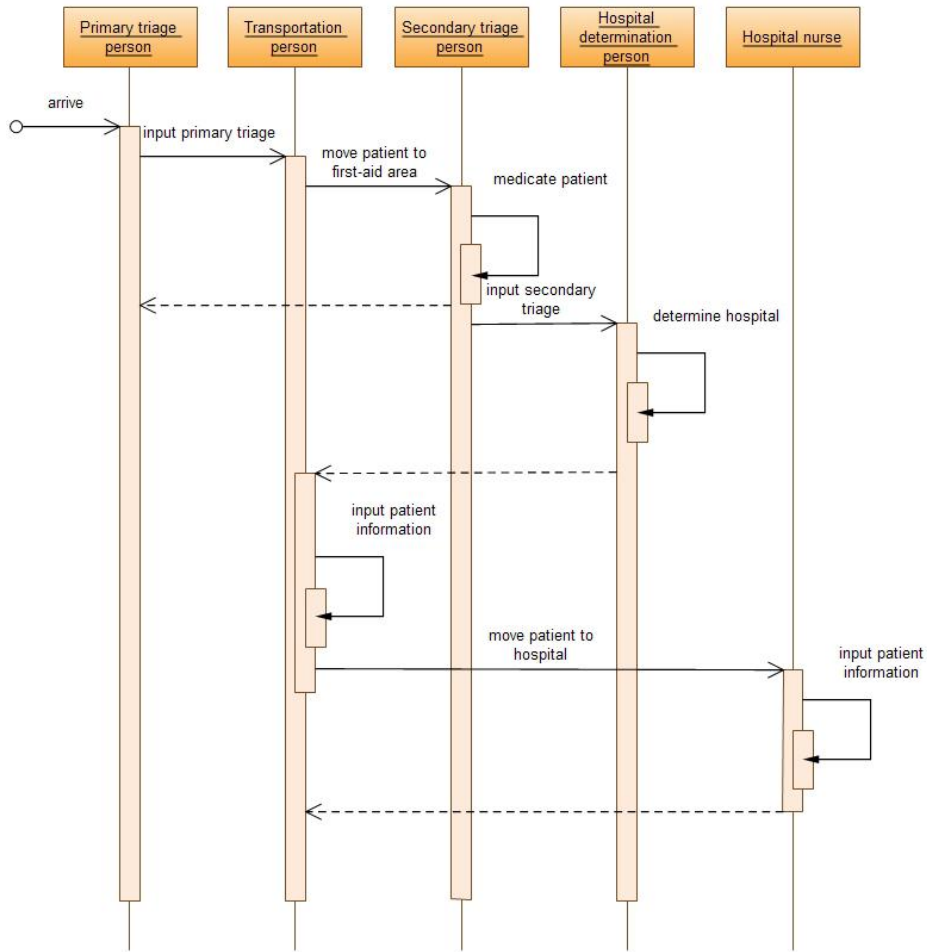 Primary triage
person
Transportation
person
Secondary triage
person
Hospital
determination
person
Hospital nurse
arrive
input primary triage
move patient to
first-aid area
medicate patient
input secondary
triage
determine hospital
input patient
information
move patient to
hospital
input patient
information